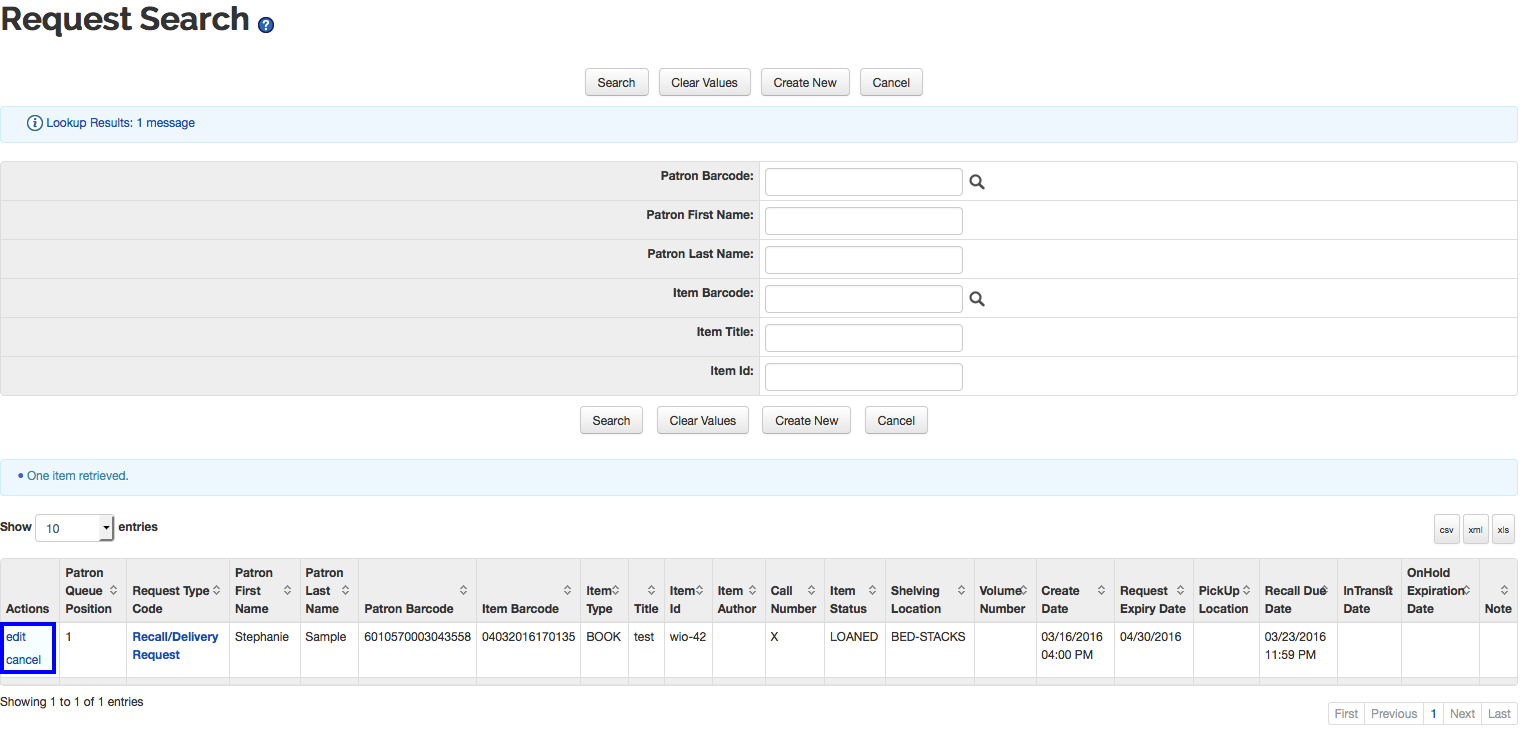 Request Search ?
Search Clear Values Create New Cancel
Lookup Results: 1 message
Patron Barcode:
Patron First Name:
Patron Last Name:
Item Barcode:
Item Title:
Item Id:
Search Clear Values Create New Cancel
• One item retrieved.
Show 10 entries
csv xml xls
Actions Patron Queue Position Request Type Code Patron First Name Patron Last Name Patron Barcode Item Barcode Item Type Title Item Id Item Author Call Number Item Status Shelving Location Volume Number Create Date Request Expiry Date PickUp Location Recall Due Date InTransit Date OnHold Expiration Date Note
edit cancel 1 Recall/Delivery Request Stephanie Sample 6010570003043558 04032016170135 BOOK test wio-42 X LOANED BED-STACKS 03/16/2016 04:00 PM 04/30/2016 03/23/2016 11:59 PM
Showing 1 to 1 of 1 entries
First Previous 1 Next Last